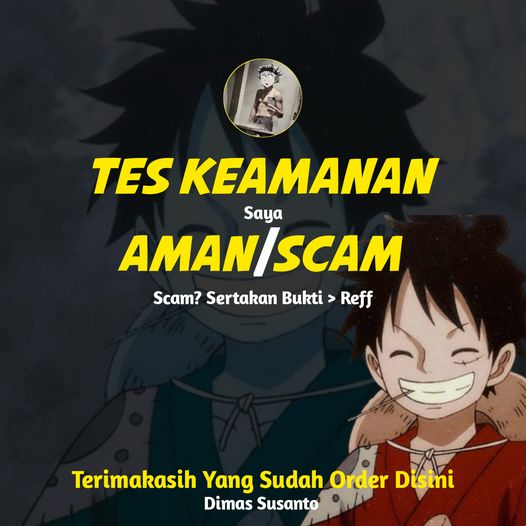 TES KEAMANAN
Saya
AMAN/SCAM
Scam? Sertakan Bukti > Reff
Terimakasih Yang Sudah Order Disini
Dimas Susanto